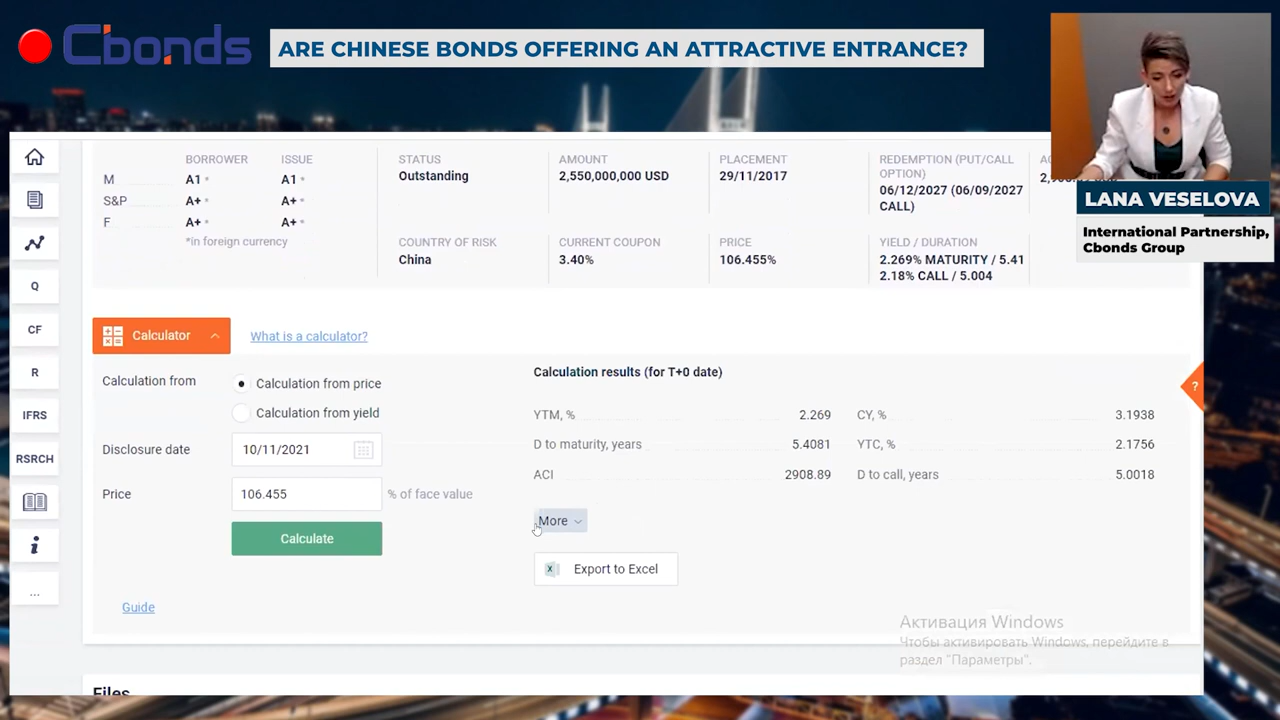 Cbonds
ARE CHINESE BONDS OFFERING AN ATTRACTIVE ENTRANCE?
LANA VESELOVA
International Partnership,
Cbonds Group
BORROWER ISSUE
M A1 * A1 *
S&P A+ * A+ *
F A+ * A+ *
*in foreign currency
STATUS
Outstanding
AMOUNT
2,550,000,000 USD
PLACEMENT
29/11/2017
REDEMPTION (PUT/CALL
OPTION)
06/12/2027 (06/09/2027
CALL)
COUNTRY OF RISK
China
CURRENT COUPON
3.40%
PRICE
106.455%
YIELD / DURATION
2.269% MATURITY / 5.41
2.18% CALL / 5.004
Q
CF
R
IFRS
RSRCH
i
...
Calculator
What is a calculator?
Calculation from
Calculation from price
Calculation from yield
Disclosure date
10/11/2021
Price
106.455
% of face value
Calculate
Guide
Calculation results (for T+0 date)
YTM, % 2.269 CY, % 3.1938
D to maturity, years 5.4081 YTC, % 2.1756
ACI 2908.89 D to call, years 5.0018
More
Export to Excel
?
Активация Windows
Чтобы активировать Windows, перейдите в
раздел "Параметры".
Files